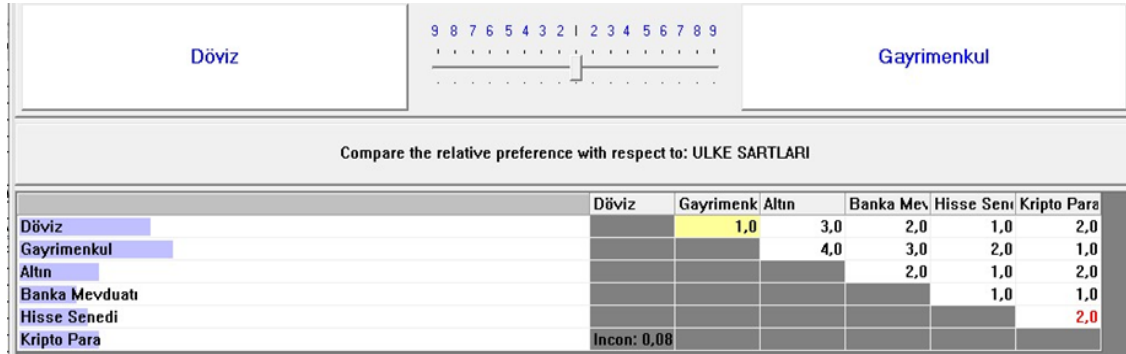 9 8 7 6 5 4 3 2 | 2 3 4 5 6 7 8 9
Döviz
Gayrimenkul
Compare the relative preference with respect to: ULKE SARTLARI
Döviz Gayrimenk Altın Banka Mev Hisse Sene Kripto Para
Döviz 1,0 3,0 2,0 1,0 2,0
Gayrimenkul 4,0 3,0 2,0 1,0
Altın 2,0 1,0 2,0
Banka Mevduatı 1,0 1,0
Hisse Senedi 2,0
Kripto Para Incon: 0,08